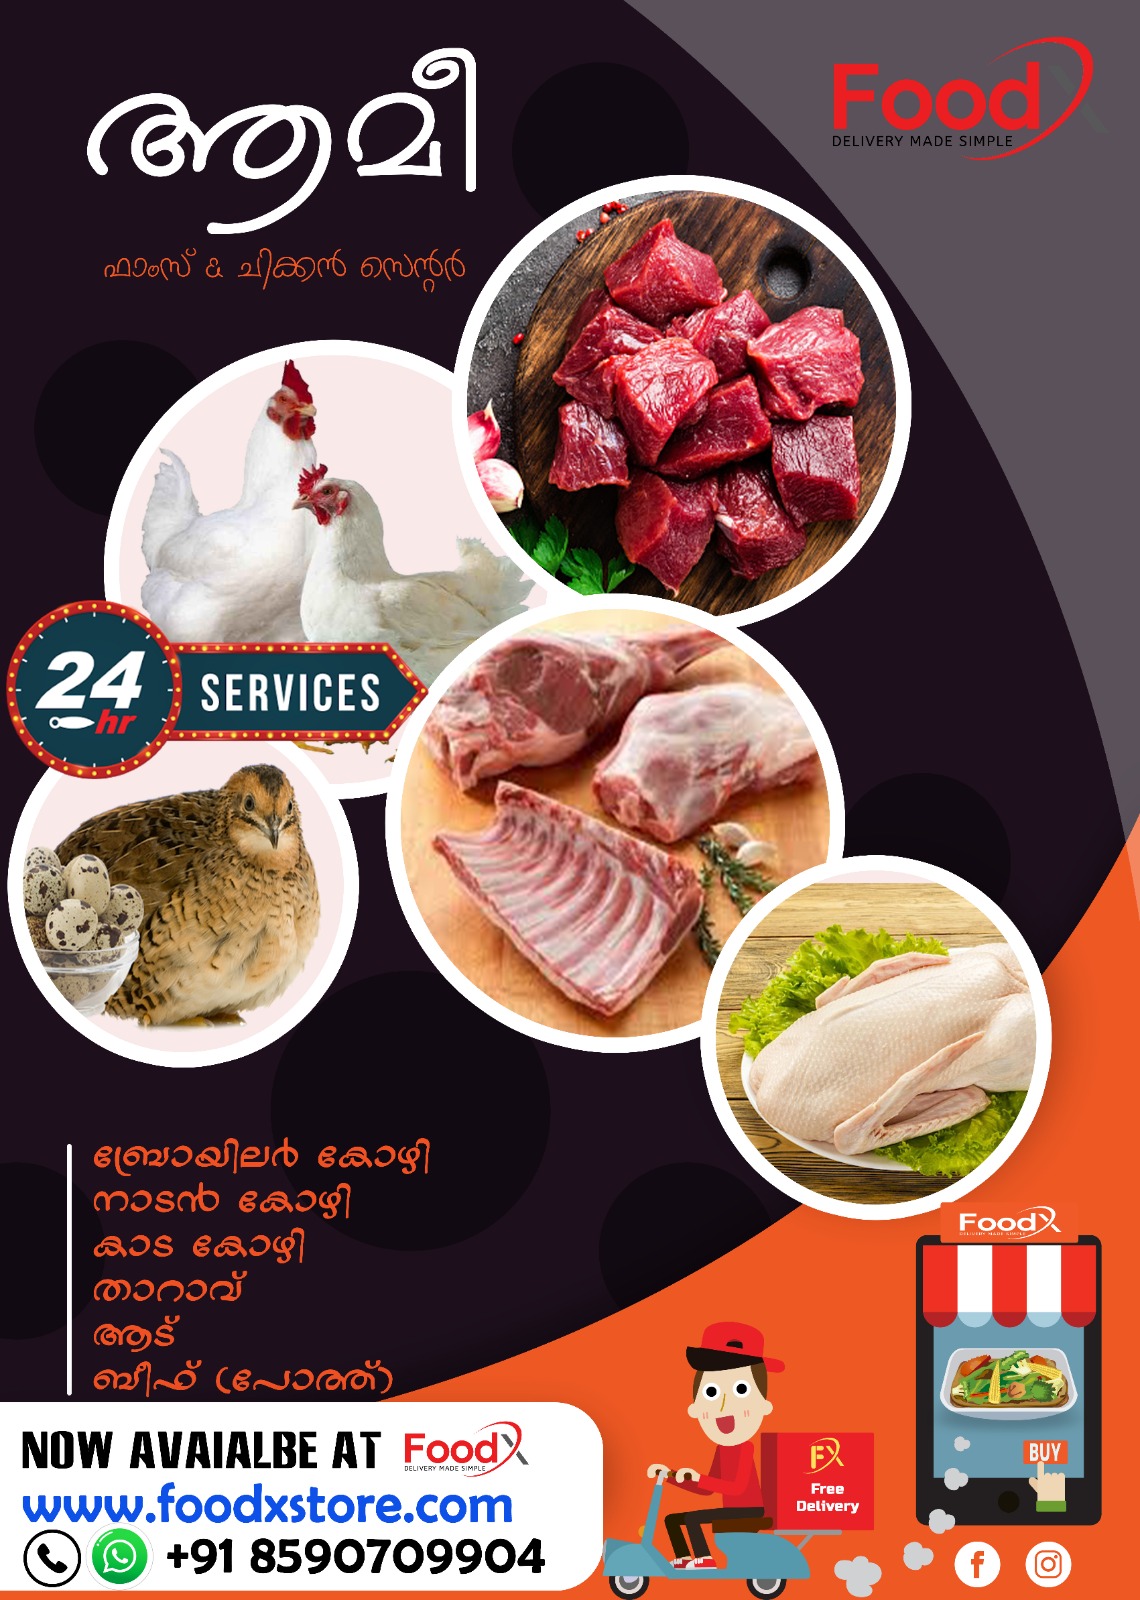 ആമീ
ഫാംസ് & ചിക്കൻ സെന്റർ
FoodX
DELIVERY MADE SIMPLE
24
hr
SERVICES
ബ്രോയിലർ കോഴി
നാടൻ കോഴി
കാട കോഴി
താറാവ്
ആട്
ബീഫ് (പോത്ത്)
NOW AVAIALBE AT FoodX
DELIVERY MADE SIMPLE
www.foodxstore.com
+91 8590709904
FoodX
DELIVERY MADE SIMPLE
BUY
FX
Free
Delivery